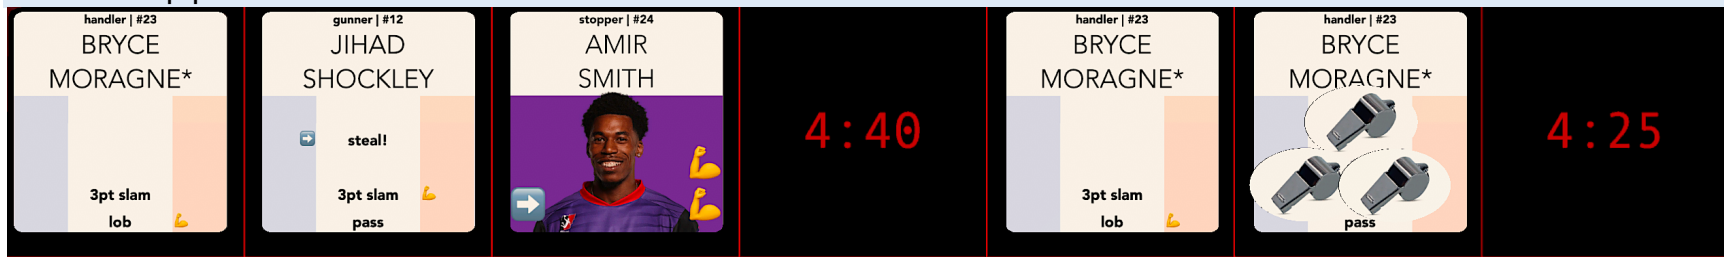 handler | #23
BRYCE
MORAGNE*
3pt slam
lob
gunner | #12
JIHAD
SHOCKLEY
steal!
3pt slam
pass
stopper | #24
AMIR
SMITH
4:40
handler | #23
BRYCE
MORAGNE*
3pt slam
lob
handler | #23
BRYCE
MORAGNE*
pass
4:25